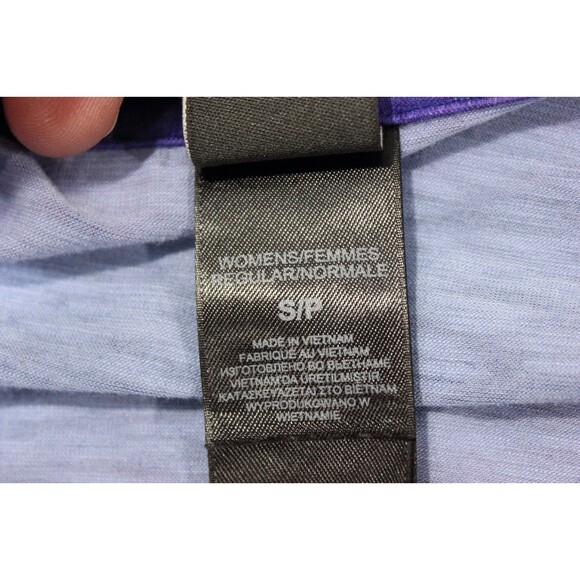 WOMENS/FEMMES
REGULAR/NORMALE
S/P
MADE IN VIETNAM
FABRIQUÉ AU VIETNAM
ИЗГОТОВЛЕНО ВО ВЬЕТНАМЕ
VIETNAM'DA ÜRETILMIŞTIR
ΚΑΤΑΣΚΕΥΑΖΕΤΑΙ ΣΤΟ ΒΙΕΤΝΑΜ
WYPRODUKOWANO W
WIETNAMIE